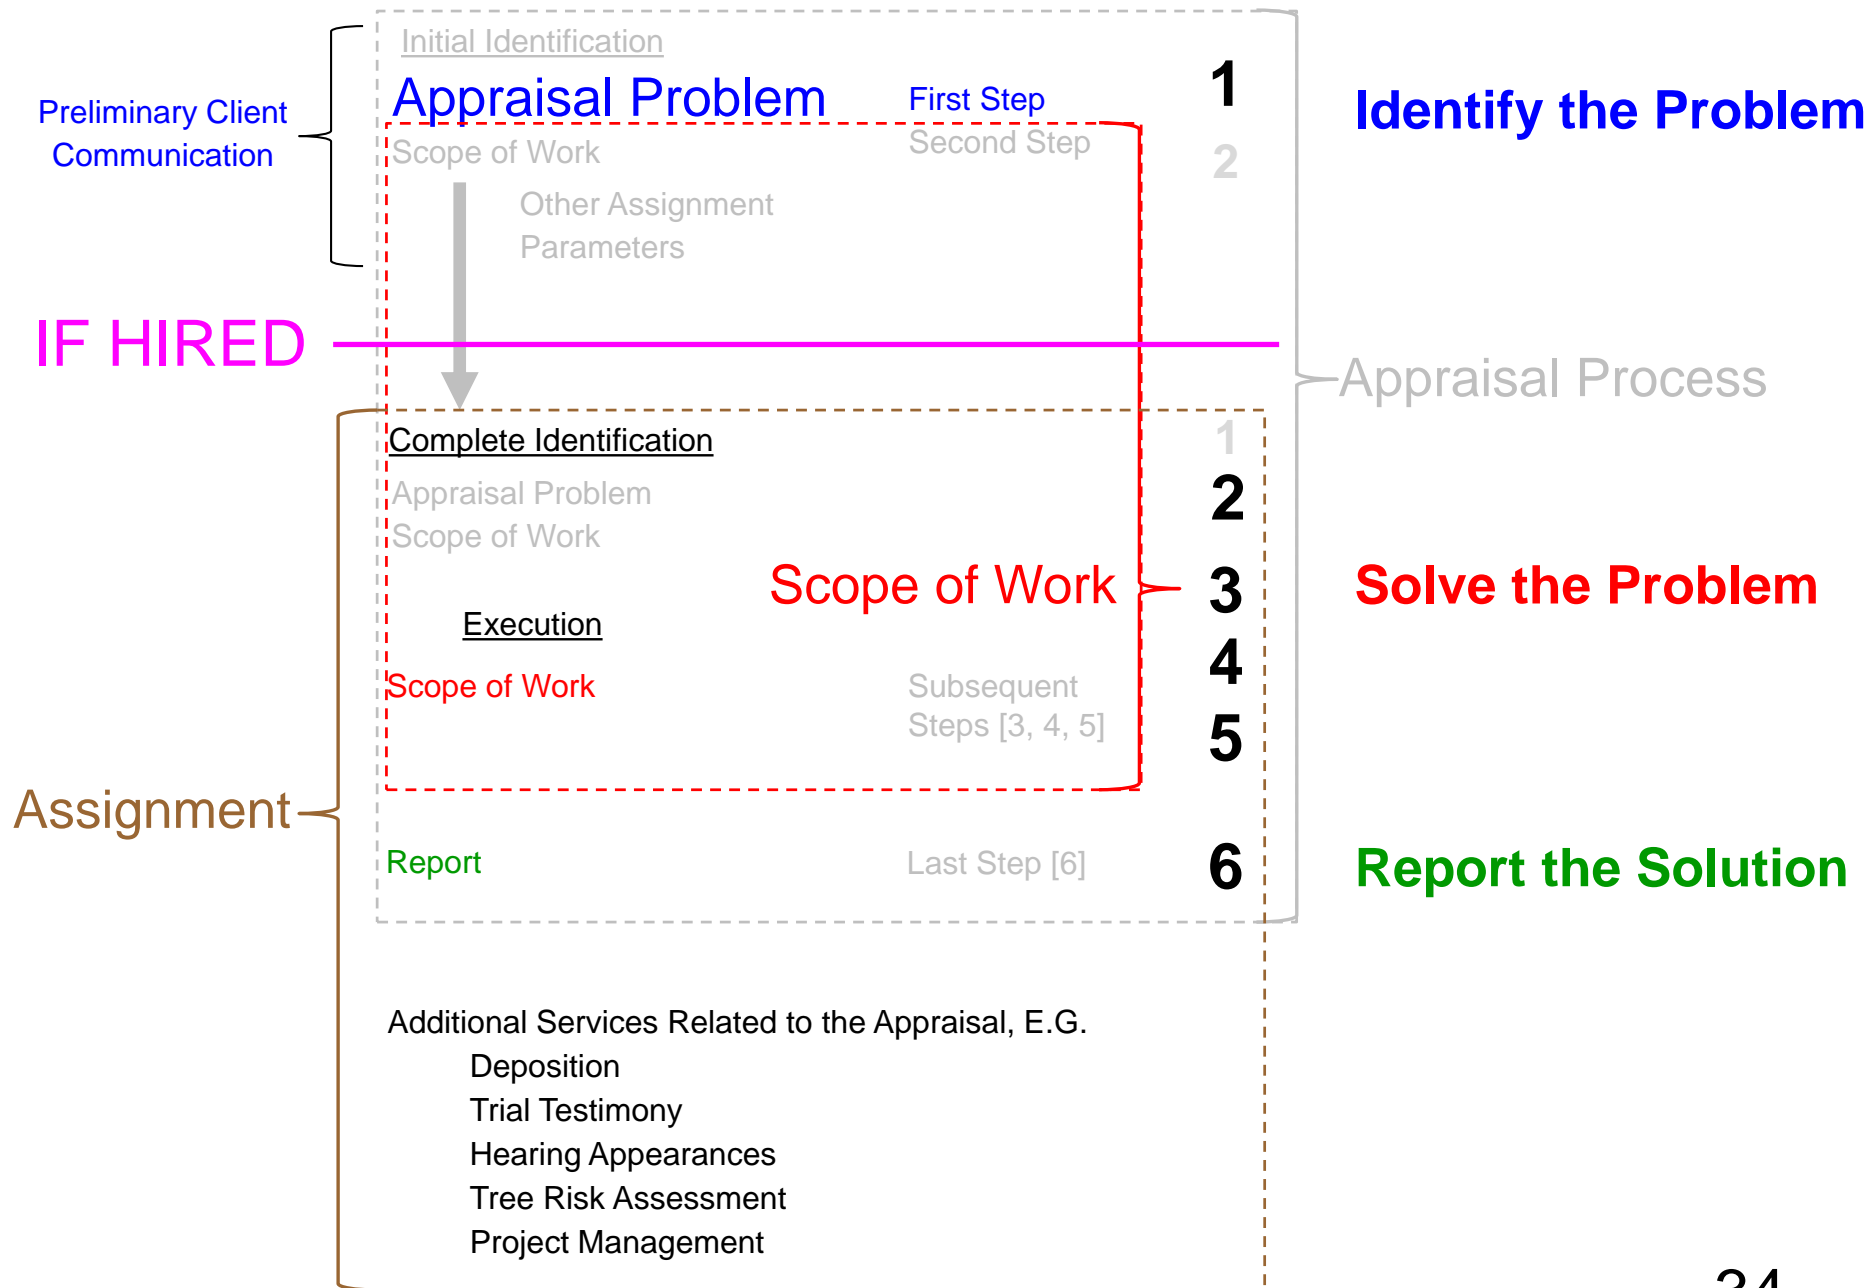 Initial Identification
Preliminary Client
Communication
Appraisal Problem
First Step
1
Identify the Problem
Scope of Work
Second Step
2
Other Assignment
Parameters
IF HIRED
Appraisal Process
Complete Identification
1
Appraisal Problem
2
Scope of Work
Scope of Work
3
Solve the Problem
Execution
4
Scope of Work
Subsequent
Steps [3, 4, 5]
5
Assignment
Report
Last Step [6]
6
Report the Solution
Additional Services Related to the Appraisal, E.G.
Deposition
Trial Testimony
Hearing Appearances
Tree Risk Assessment
Project Management